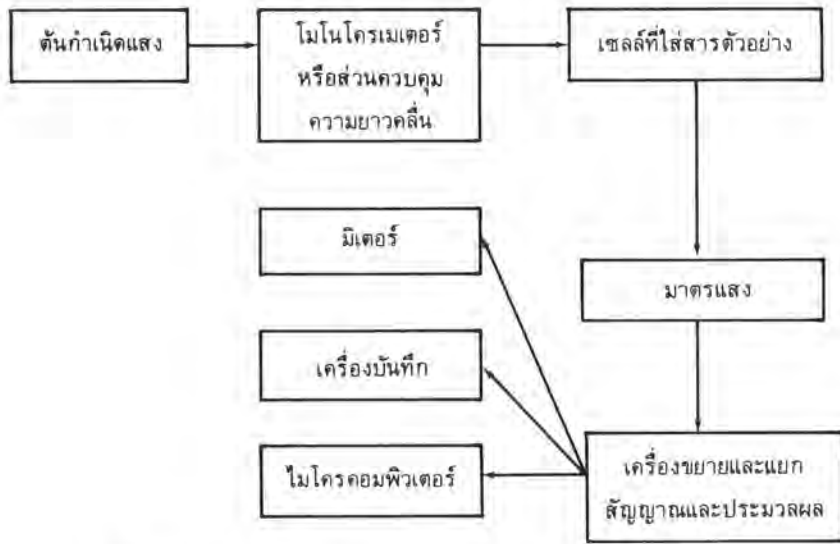 ต้นกำเนิดแสง
โมโนโครเมเตอร์
หรือส่วนควบคุม
ความยาวคลื่น
เซลล์ที่ใส่สารตัวอย่าง
มาตรแสง
เครื่องขยายและแยก
สัญญาณและประมวลผล
มิเตอร์
เครื่องบันทึก
ไมโครคอมพิวเตอร์